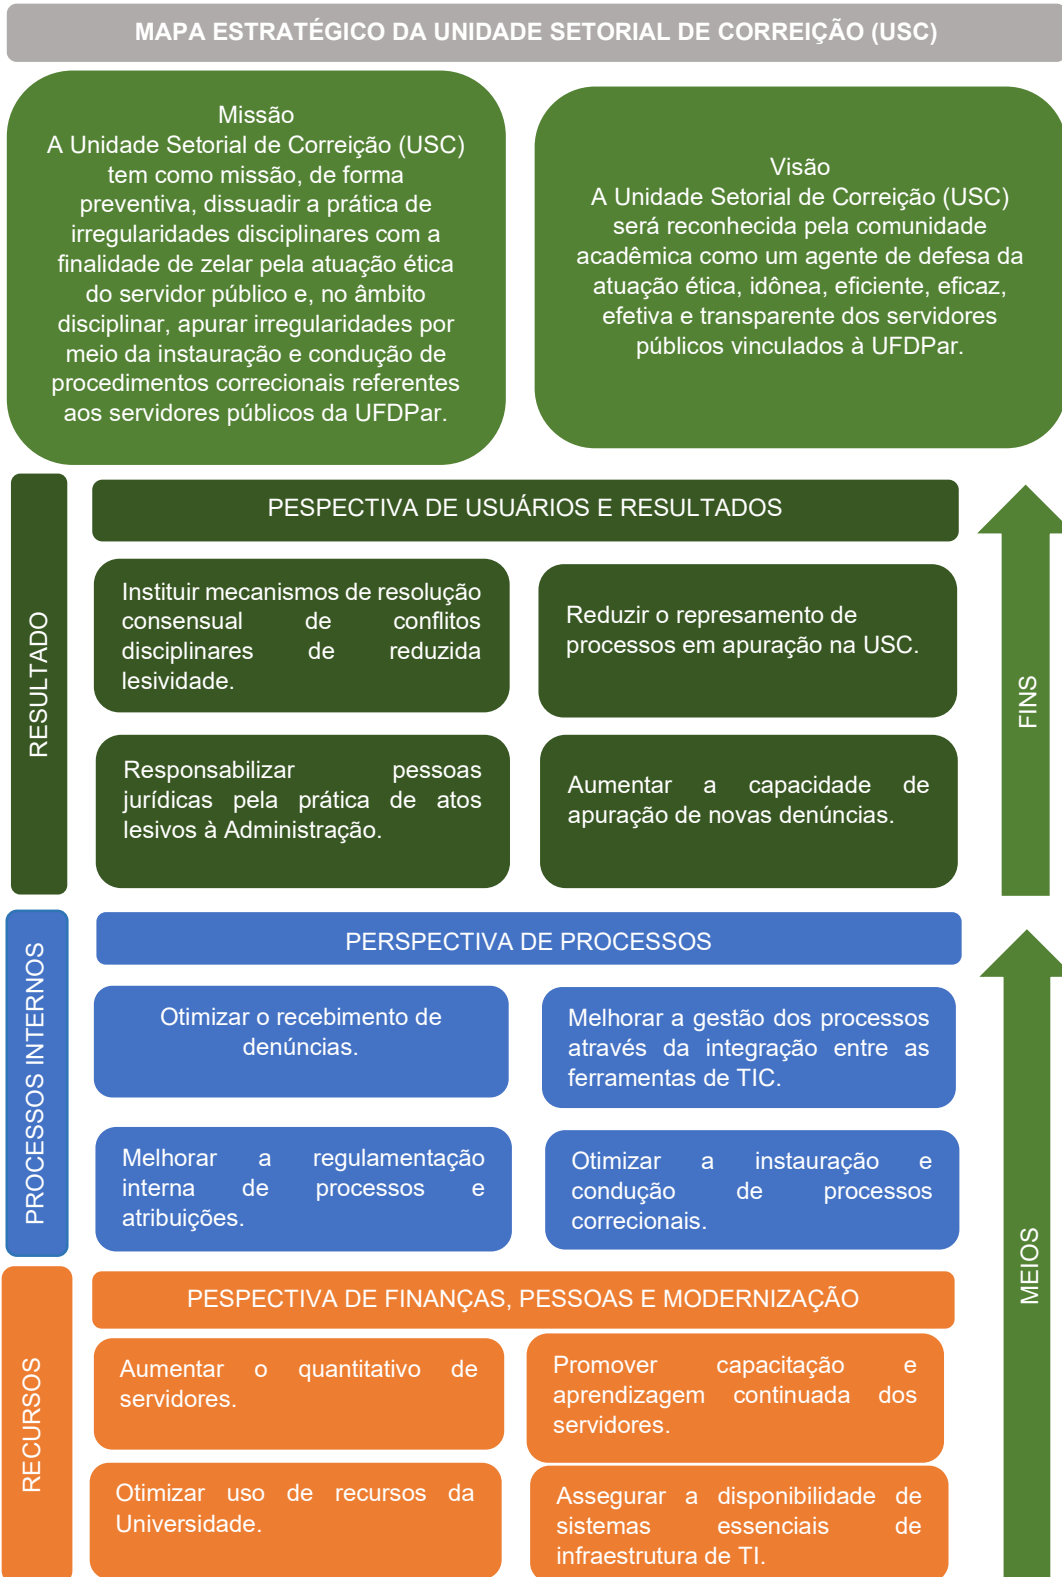 MAPA ESTRATÉGICO DA UNIDADE SETORIAL DE CORREIÇÃO (USC)
Missão
A Unidade Setorial de Correição (USC)
tem como missão, de forma
preventiva, dissuadir a prática de
irregularidades disciplinares com a
finalidade de zelar pela atuação ética
do servidor público e, no âmbito
disciplinar, apurar irregularidades por
meio da instauração e condução de
procedimentos correcionais referentes
aos servidores públicos da UFDPar.
Visão
A Unidade Setorial de Correição (USC)
será reconhecida pela comunidade
acadêmica como um agente de defesa da
atuação ética, idônea, eficiente, eficaz,
efetiva e transparente dos servidores
públicos vinculados à UFDPar.
RESULTADO
PESPECTIVA DE USUÁRIOS E RESULTADOS
Instituir mecanismos de resolução
consensual de conflitos
disciplinares de reduzida
lesividade.
Reduzir o represamento de
processos em apuração na USC.
Responsabilizar pessoas
jurídicas pela prática de atos
lesivos à Administração.
Aumentar a capacidade de
apuração de novas denúncias.
FINS
PROCESSOS INTERNOS
PERSPECTIVA DE PROCESSOS
Otimizar o recebimento de
denúncias.
Melhorar a gestão dos processos
através da integração entre as
ferramentas de TIC.
Melhorar a regulamentação
interna de processos e
atribuições.
Otimizar a instauração e
condução de processos
correcionais.
MEIOS
RECURSOS
PESPECTIVA DE FINANÇAS, PESSOAS E MODERNIZAÇÃO
Aumentar o quantitativo de
servidores.
Promover capacitação e
aprendizagem continuada dos
servidores.
Otimizar uso de recursos da
Universidade.
Assegurar a disponibilidade de
sistemas essenciais de
infraestrutura de TI.